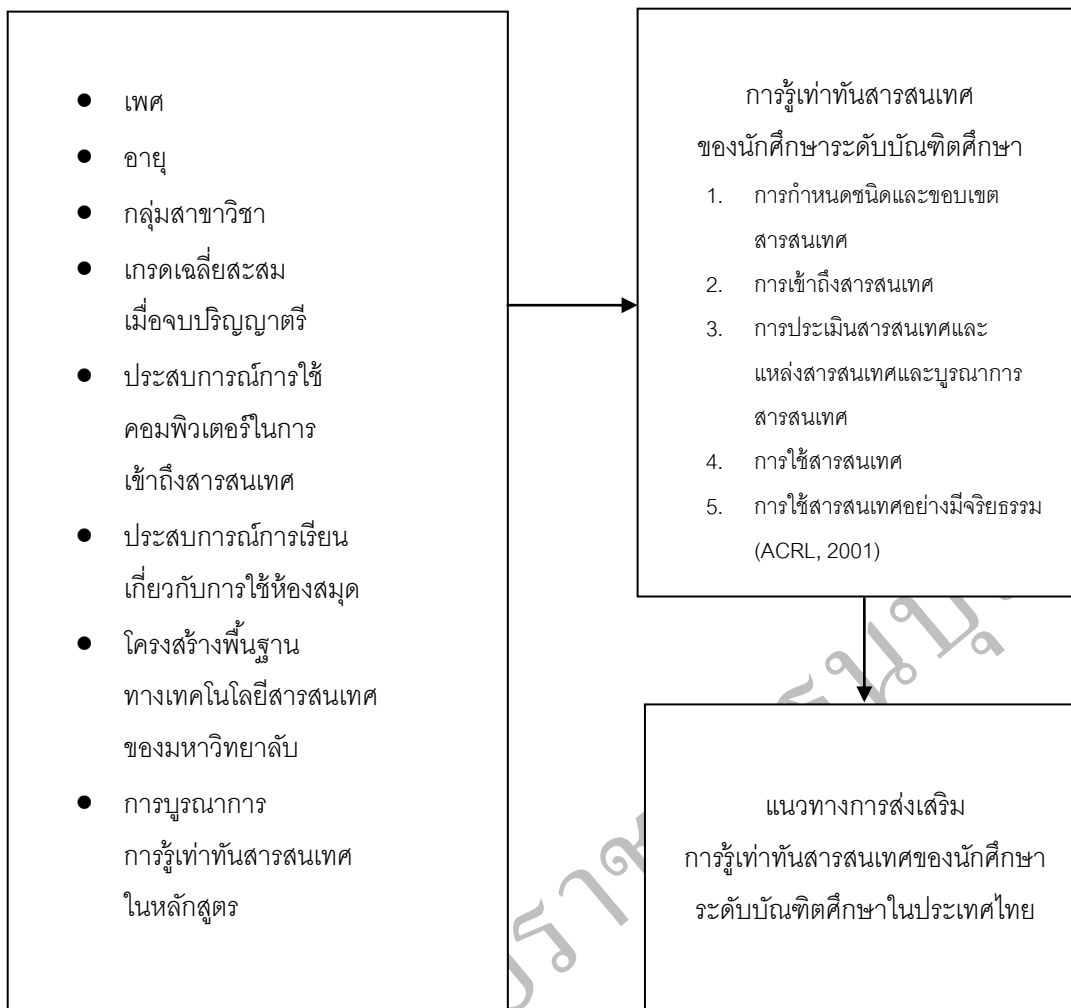 ● เพศ
● อายุ
● กลุ่มสาขาวิชา
● เกรดเฉลี่ยสะสม
เมื่อจบปริญญาตรี
● ประสบการณ์การใช้
คอมพิวเตอร์ในการ
เข้าถึงสารสนเทศ
● ประสบการณ์การเรียน
เกี่ยวกับการใช้ห้องสมุด
● โครงสร้างพื้นฐาน
ทางเทคโนโลยีสารสนเทศ
ของมหาวิทยาลับ
● การบูรณาการ
การรู้เท่าทันสารสนเทศ
ในหลักสูตร
การรู้เท่าทันสารสนเทศ
ของนักศึกษาระดับบัณฑิตศึกษา
1. การกำหนดชนิดและขอบเขต
สารสนเทศ
2. การเข้าถึงสารสนเทศ
3. การประเมินสารสนเทศและ
แหล่งสารสนเทศและบูรณาการ
สารสนเทศ
4. การใช้สารสนเทศ
5. การใช้สารสนเทศอย่างมีจริยธรรม
(ACRL, 2001)
แนวทางการส่งเสริม
การรู้เท่าทันสารสนเทศของนักศึกษา
ระดับบัณฑิตศึกษาในประเทศไทย